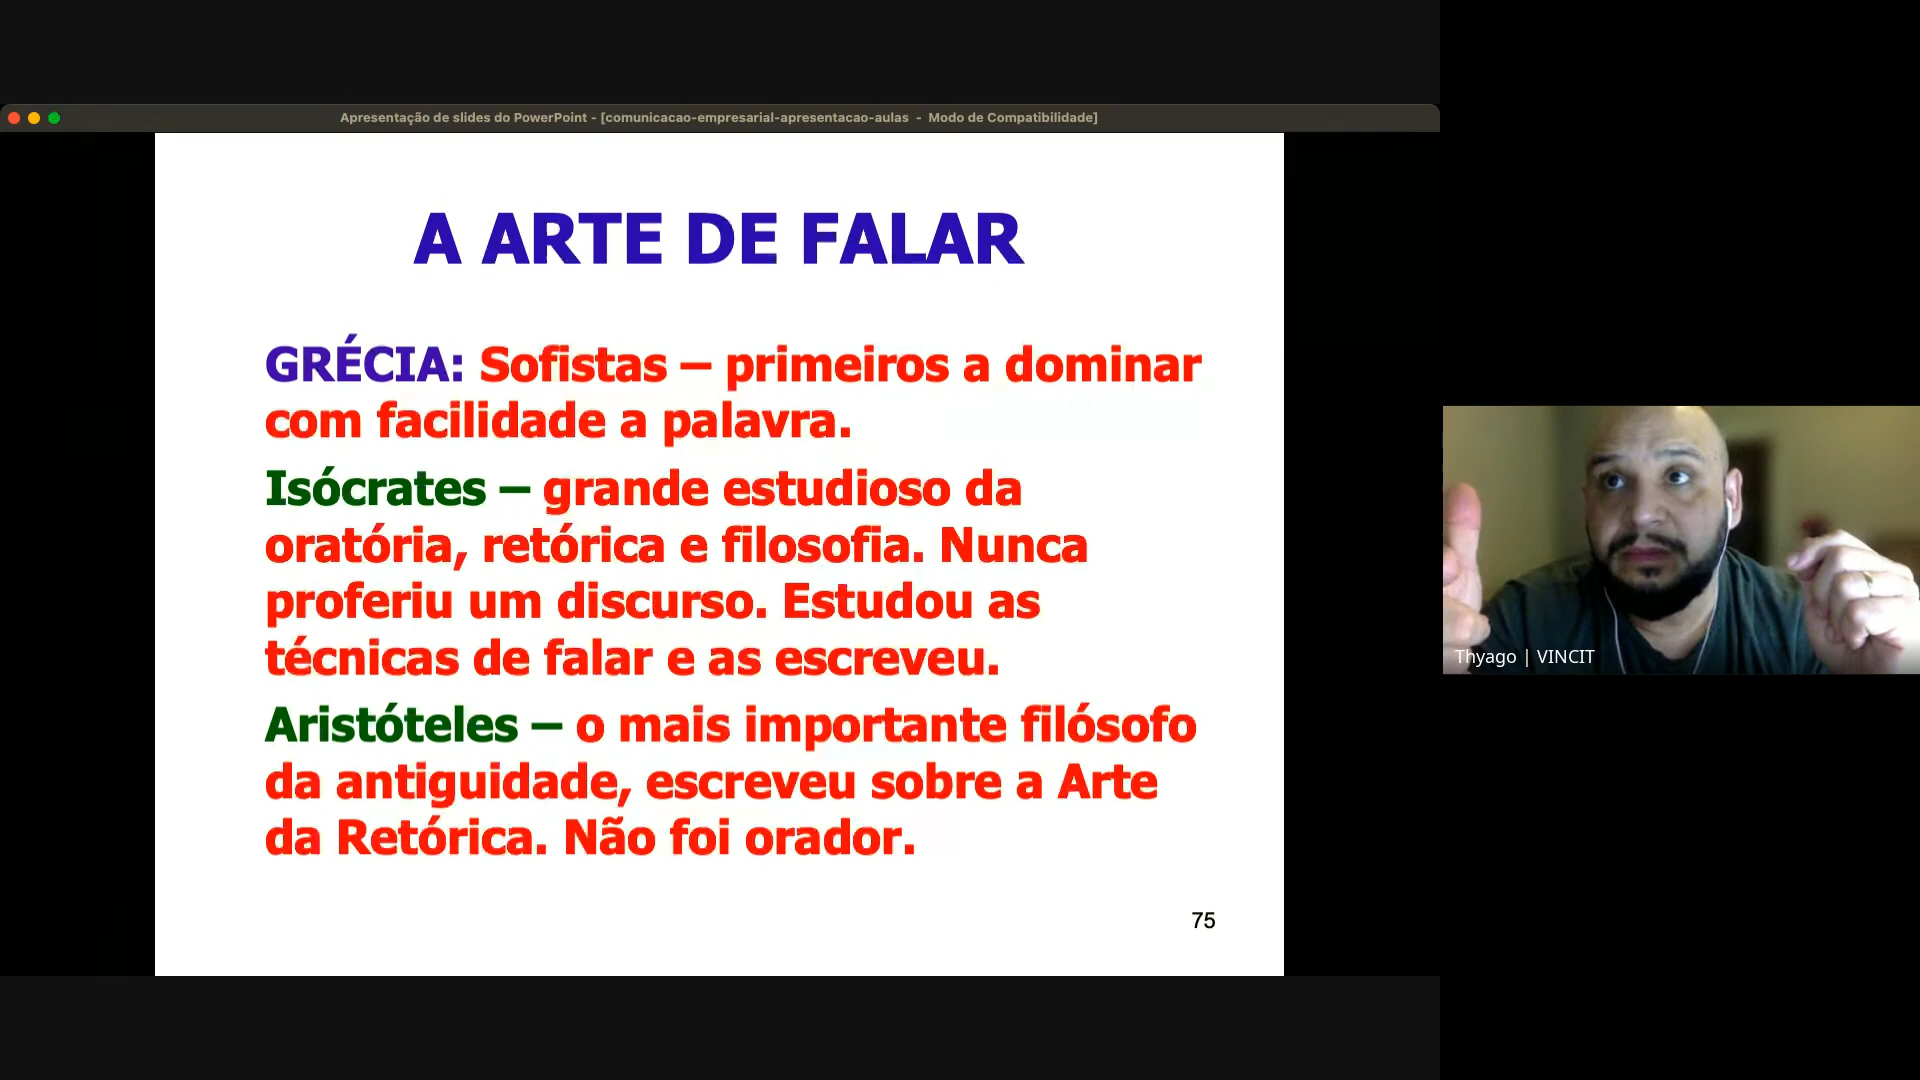 Apresentação de slides do PowerPoint - [comunicacao-empresarial-apresentacao-aulas - Modo de Compatibilidade]
A ARTE DE FALAR
GRÉCIA: Sofistas – primeiros a dominar
com facilidade a palavra.
Isócrates – grande estudioso da
oratória, retórica e filosofia. Nunca
proferiu um discurso. Estudou as
técnicas de falar e as escreveu.
Aristóteles – o mais importante filósofo
da antiguidade, escreveu sobre a Arte
da Retórica. Não foi orador.
75
Thyago | VINCIT